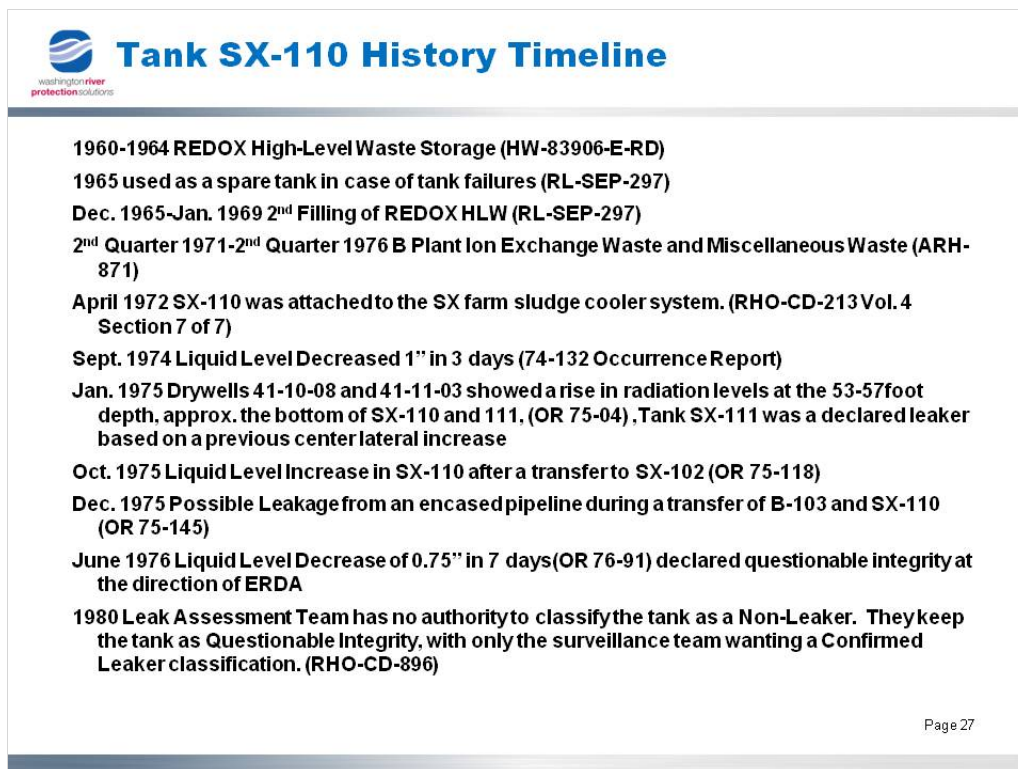 washingtonriver
protectionsolutions
Tank SX-110 History Timeline
1960-1964 REDOX High-Level Waste Storage (HW-83906-E-RD)
1965 used as a spare tank in case of tank failures (RL-SEP-297)
Dec. 1965-Jan. 1969 2nd Filling of REDOX HLW (RL-SEP-297)
2nd Quarter 1971-2nd Quarter 1976 B Plant Ion Exchange Waste and Miscellaneous Waste (ARH-
871)
April 1972 SX-110 was attached to the SX farm sludge cooler system. (RHO-CD-213 Vol. 4
Section 7 of 7)
Sept. 1974 Liquid Level Decreased 1” in 3 days (74-132 Occurrence Report)
Jan. 1975 Drywells 41-10-08 and 41-11-03 showed a rise in radiation levels at the 53-57foot
depth, approx. the bottom of SX-110 and 111, (OR 75-04) ,Tank SX-111 was a declared leaker
based on a previous center lateral increase
Oct. 1975 Liquid Level Increase in SX-110 after a transfer to SX-102 (OR 75-118)
Dec. 1975 Possible Leakage from an encased pipeline during a transfer of B-103 and SX-110
(OR 75-145)
June 1976 Liquid Level Decrease of 0.75” in 7 days(OR 76-91) declared questionable integrity at
the direction of ERDA
1980 Leak Assessment Team has no authority to classify the tank as a Non-Leaker. They keep
the tank as Questionable Integrity, with only the surveillance team wanting a Confirmed
Leaker classification. (RHO-CD-896)
Page 27